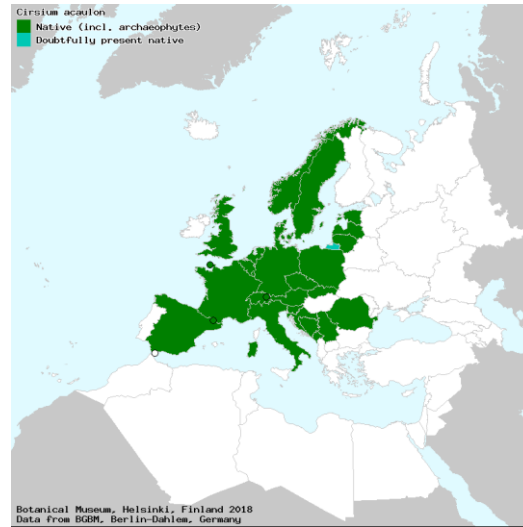 Cirsium acaulon
Native (incl. archaeophytes)
Doubtfully present native
Botanical Museum, Helsinki, Finland 2018
Data from BGBM, Berlin-Dahlem, Germany